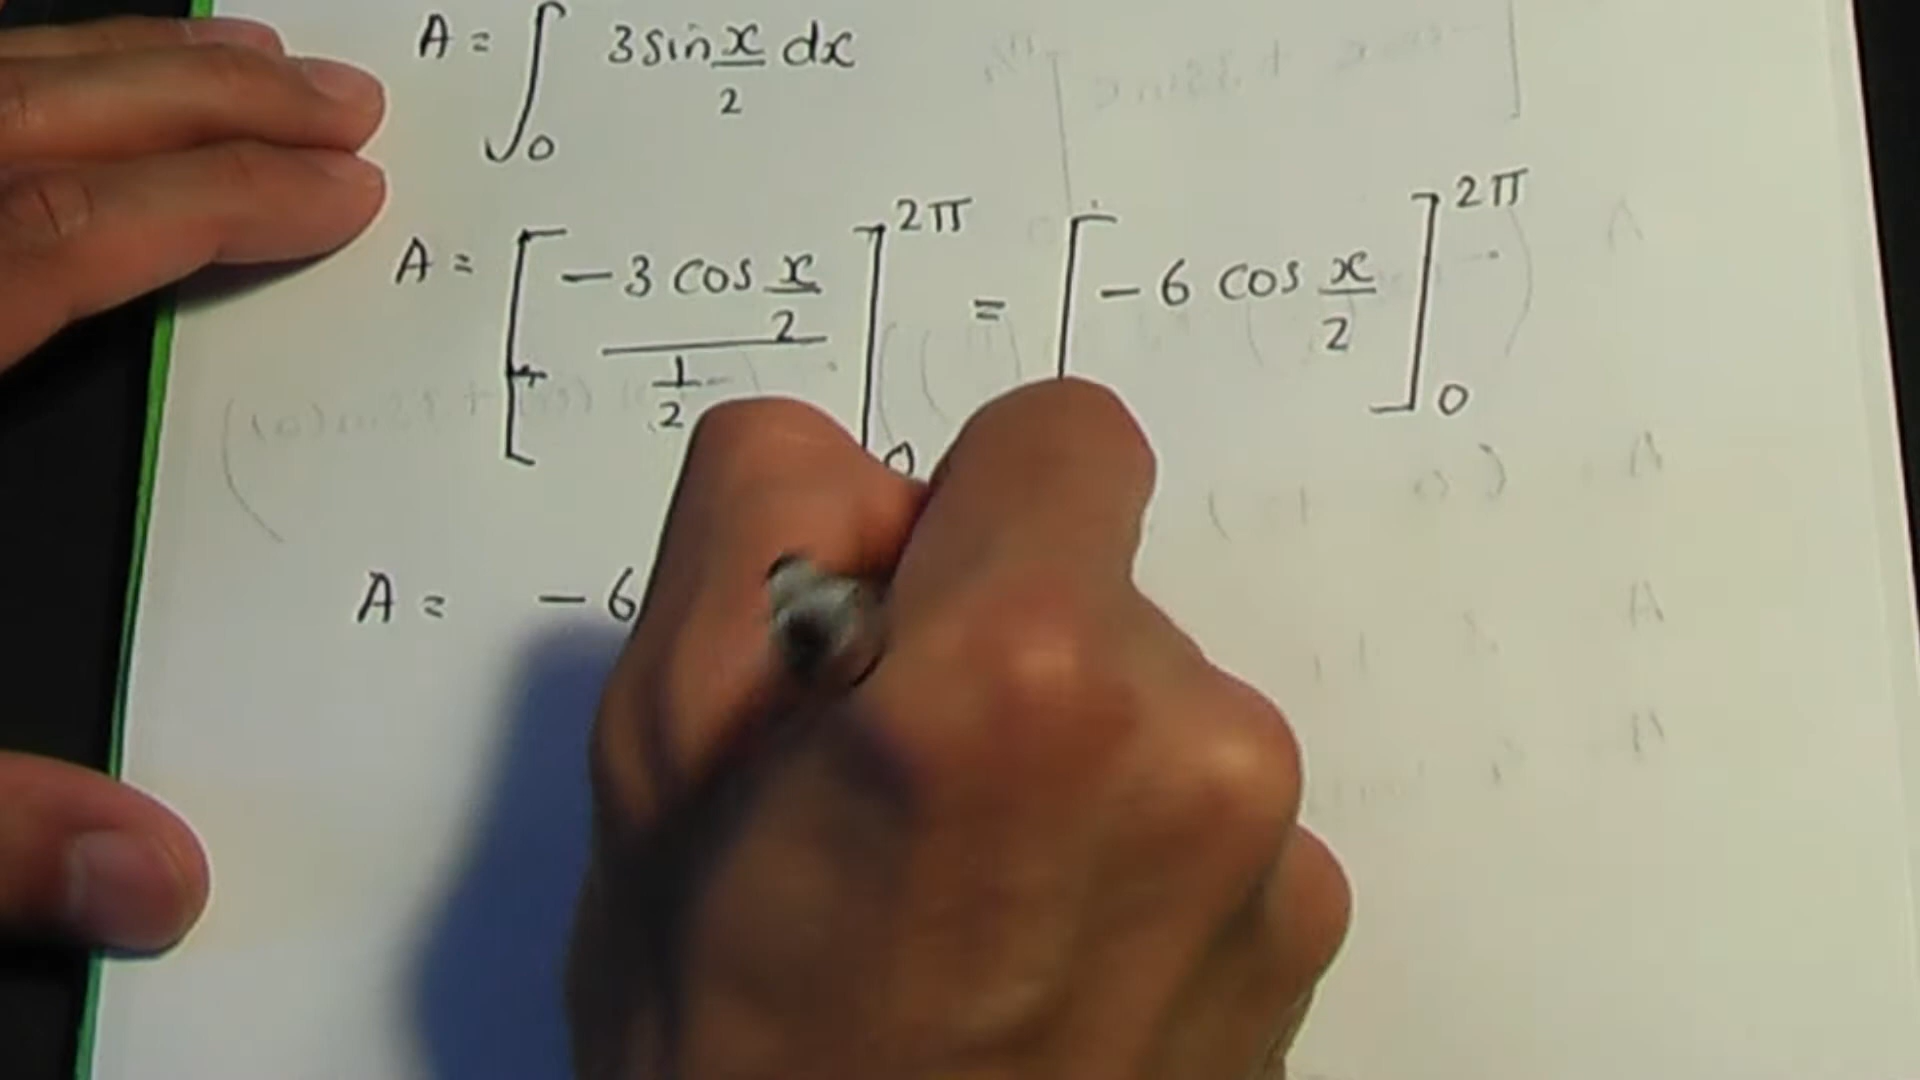 A = ∫₀ 3 sin x/2 dx
A = [ -3 cos x/2 / 1/2 ]₀^2π = [ -6 cos x/2 ]₀^2π
A = -6